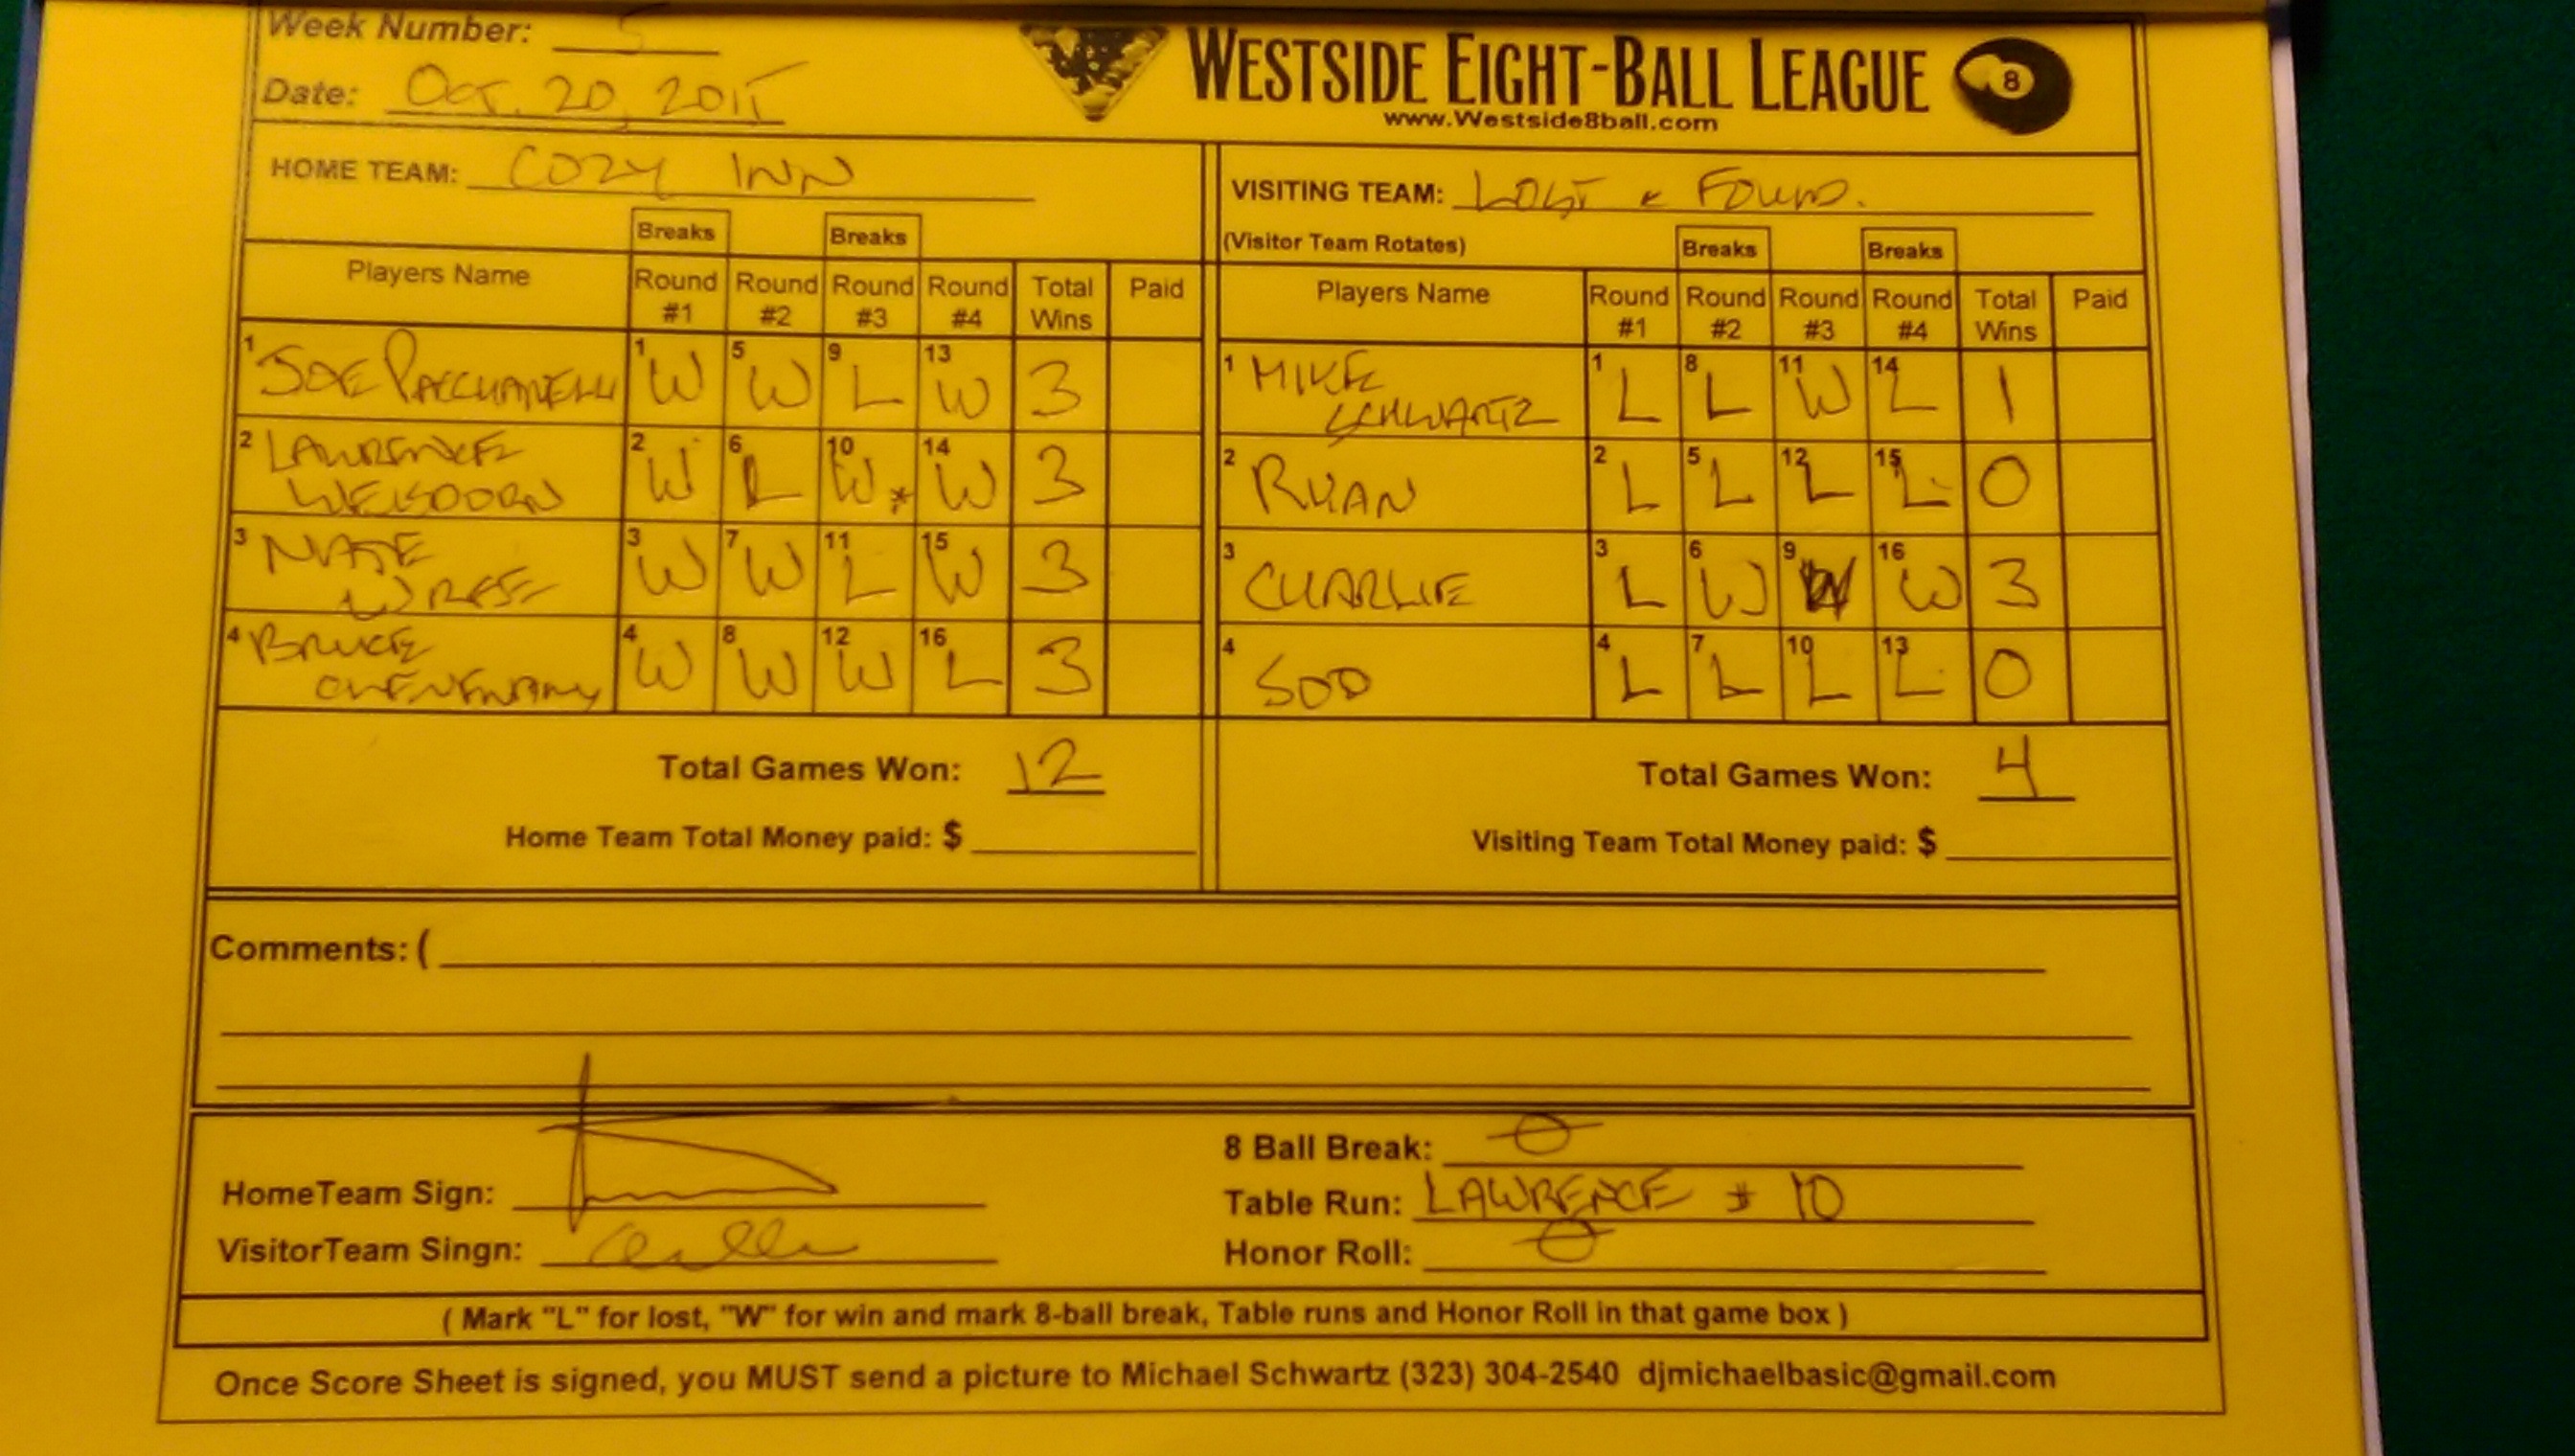 Week Number: 5
WESTSIDE EIGHT-BALL LEAGUE 8
www.Westside8ball.com
Date: Oct. 20, 2015
HOME TEAM: COZY INN
VISITING TEAM: LOST & FOUND.
(Visitor Team Rotates)
Breaks Breaks Breaks Breaks
Players Name Round #1 Round #2 Round #3 Round #4 Total Wins Paid
1 JOE PACCHANELLI 1 W 5 W 9 L 13 W 3
2 LAWRENCE 2 W 6 L 10 W * 14 W 3
3 NATE 3 W 7 W 11 L 15 W 3
4 BRUCE 4 W 8 W 12 W 16 L 3
Total Games Won: 12
Home Team Total Money paid: $
Players Name Round #1 Round #2 Round #3 Round #4 Total Wins Paid
1 MIKE SCHWARTZ 1 L 8 L 11 W 14 L 1
2 RYAN 2 L 5 L 12 L 15 L 0
3 CHARLIE 3 L 6 W 9 W 16 W 3
4 SOD 4 L 7 L 10 L 13 L 0
Total Games Won: 4
Visiting Team Total Money paid: $
Comments: (
HomeTeam Sign:
VisitorTeam Singn:
8 Ball Break: 0
Table Run: LAWRENCE # 10
Honor Roll: 0
( Mark "L" for lost, "W" for win and mark 8-ball break, Table runs and Honor Roll in that game box )
Once Score Sheet is signed, you MUST send a picture to Michael Schwartz (323) 304-2540 djmichaelbasic@gmail.com